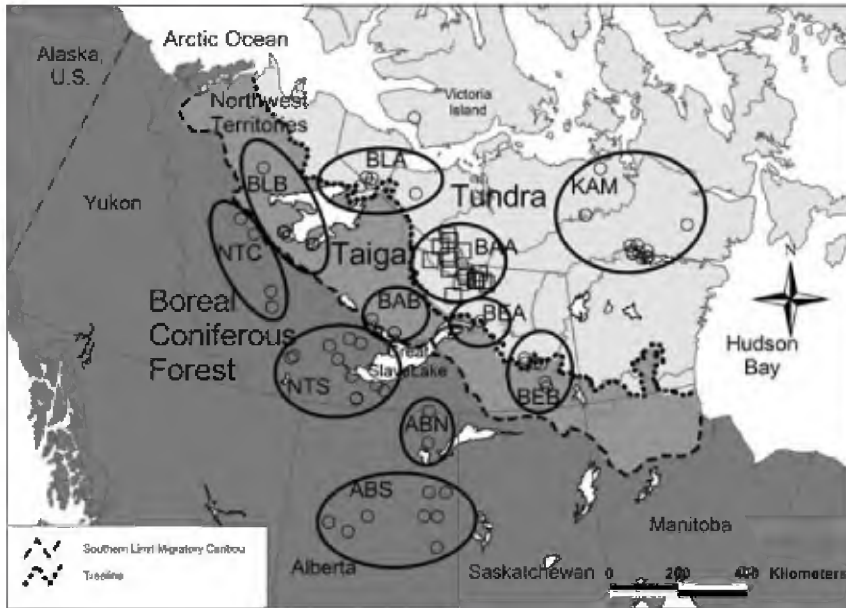 Arctic Ocean
Alaska,
U.S.
Northwest
Territories
Victoria
Island
BLA
BLB
Tundra
KAM
Yukon
Taiga
BAA
NTC
N
BAB
BEA
Boreal
Coniferous
Forest
Great
Slave Lake
Hudson
Bay
NTS
BEB
ABN
ABS
Manitoba
Southern Limit Migratory Caribou
Treeline
Alberta
Saskatchewan
0 200 400 Kilometers